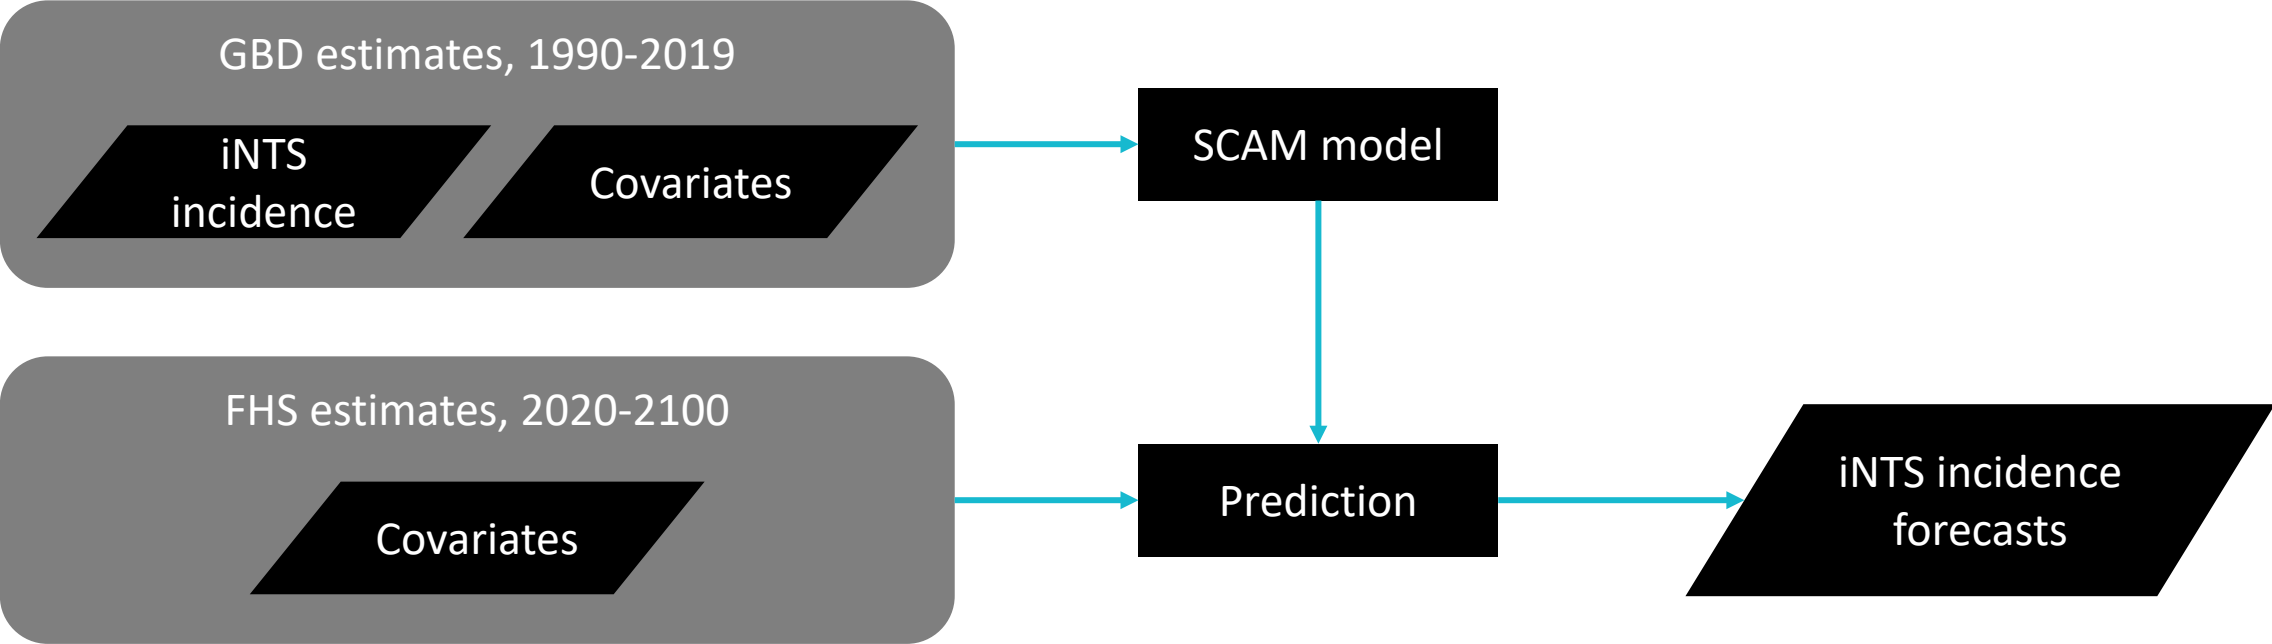 GBD estimates, 1990-2019
iNTS
incidence
Covariates
SCAM model
FHS estimates, 2020-2100
Covariates
Prediction
iNTS incidence
forecasts